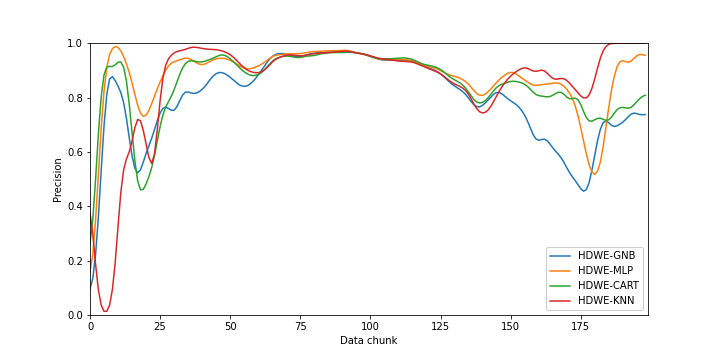 1.0
0.8
0.6
0.4
0.2
0.0
Precision
0 25 50 75 100 125 150 175
Data chunk
HDWE-GNB
HDWE-MLP
HDWE-CART
HDWE-KNN